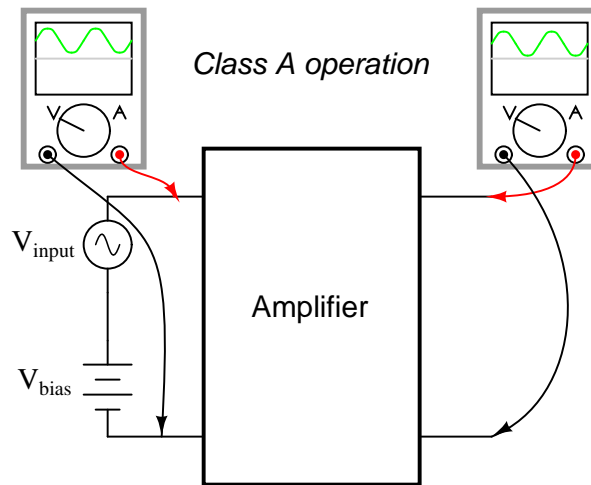 Class A operation
V A
V A
V_input
Amplifier
V_bias